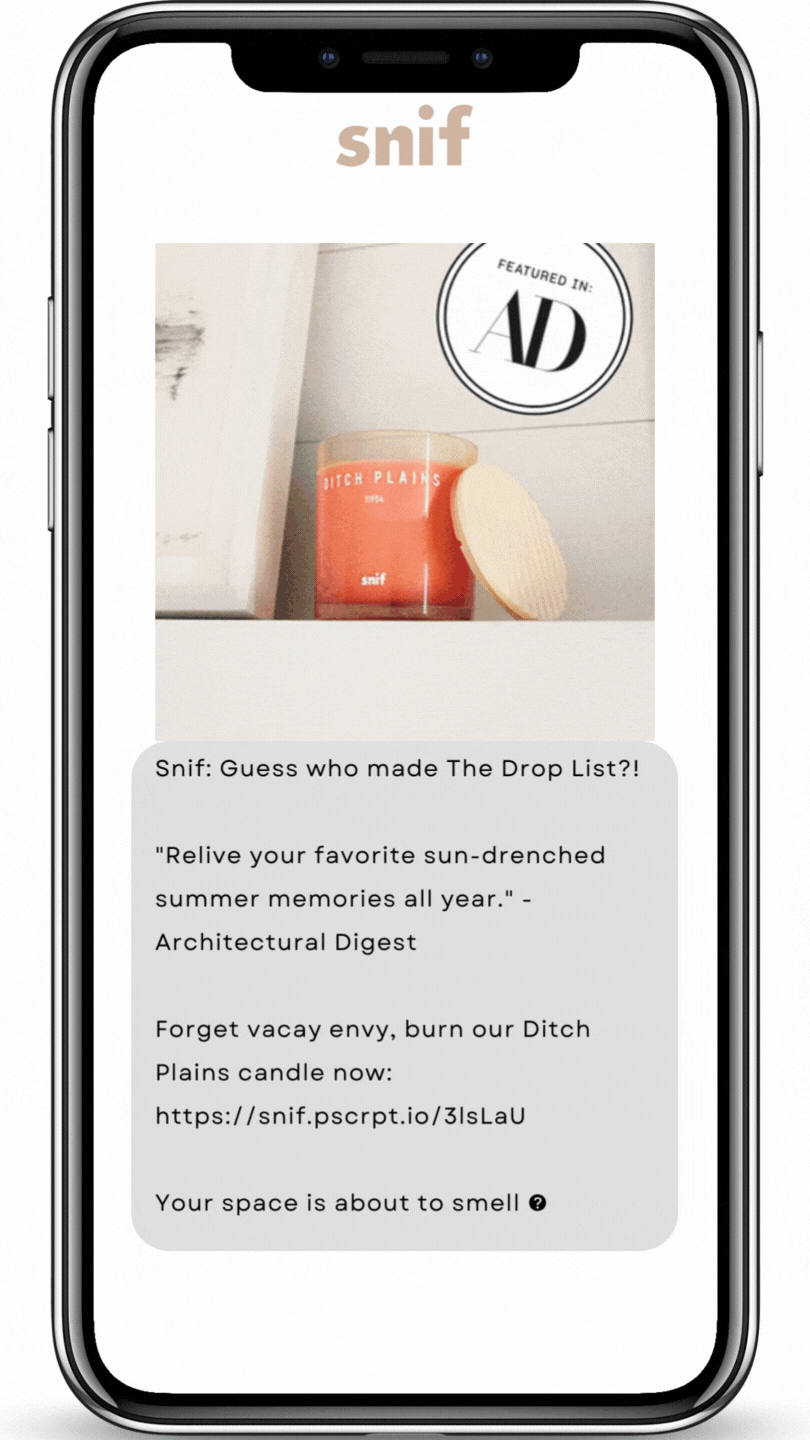 snif
FEATURED IN:
AD
DITCH PLAINS
11954
snif
Snif: Guess who made The Drop List?!
"Relive your favorite sun-drenched
summer memories all year." -
Architectural Digest
Forget vacay envy, burn our Ditch
Plains candle now:
https://snif.pscrpt.io/3lsLaU
Your space is about to smell ?